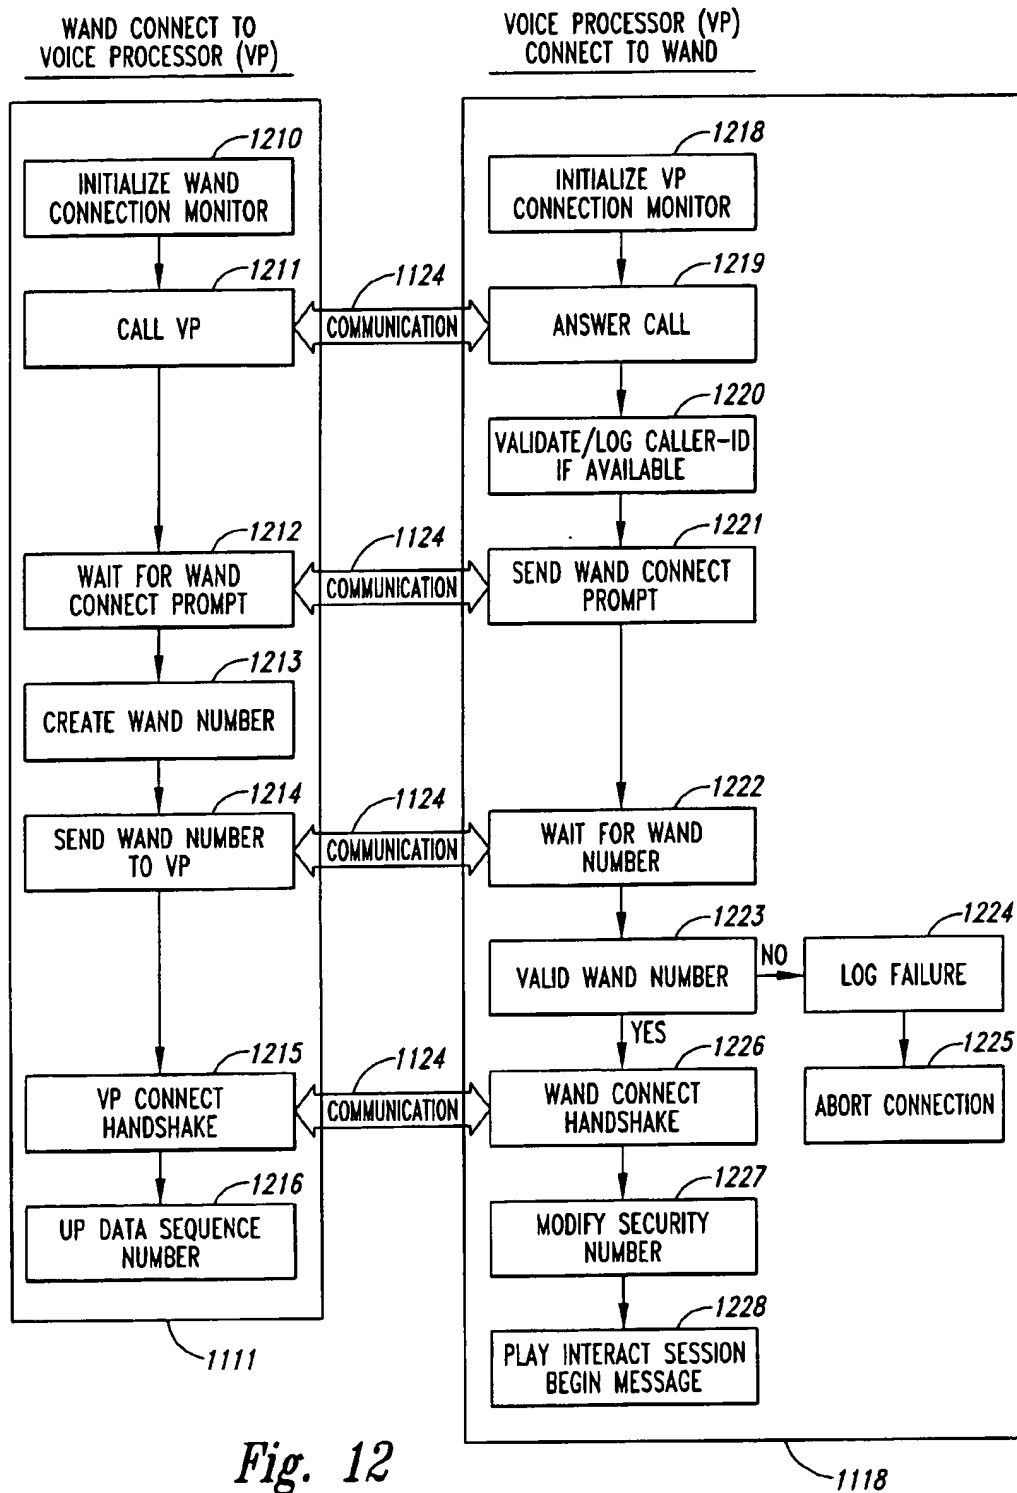 WAND CONNECT TO
VOICE PROCESSOR (VP)
VOICE PROCESSOR (VP)
CONNECT TO WAND
1210
INITIALIZE WAND
CONNECTION MONITOR
1218
INITIALIZE VP
CONNECTION MONITOR
1211
CALL VP
1124
COMMUNICATION
1219
ANSWER CALL
1220
VALIDATE/LOG CALLER-ID
IF AVAILABLE
1212
WAIT FOR WAND
CONNECT PROMPT
1124
COMMUNICATION
1221
SEND WAND CONNECT
PROMPT
1213
CREATE WAND NUMBER
1214
SEND WAND NUMBER
TO VP
1124
COMMUNICATION
1222
WAIT FOR WAND
NUMBER
1223
VALID WAND NUMBER
NO
1224
LOG FAILURE
YES
1215
VP CONNECT
HANDSHAKE
1124
COMMUNICATION
1226
WAND CONNECT
HANDSHAKE
1225
ABORT CONNECTION
1216
UP DATA SEQUENCE
NUMBER
1227
MODIFY SECURITY
NUMBER
1228
PLAY INTERACT SESSION
BEGIN MESSAGE
1111
1118
Fig. 12